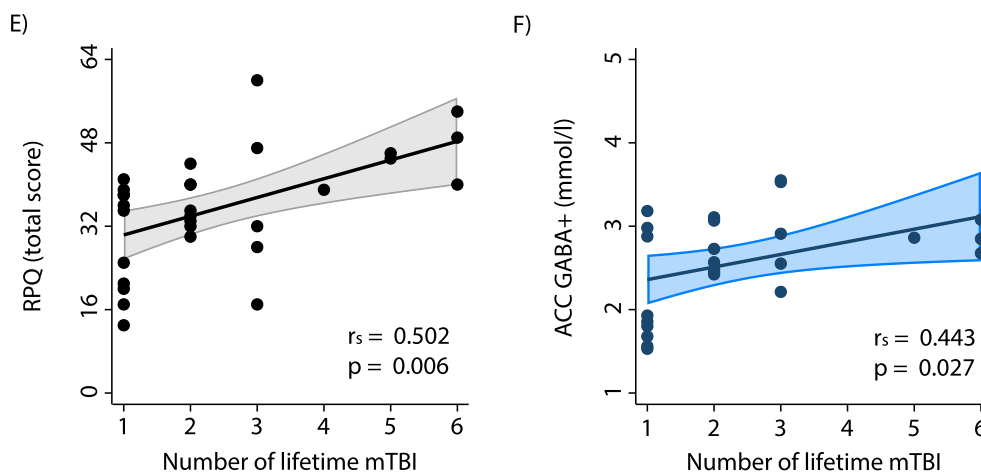 E)
RPQ (total score)
64
48
32
16
0
rs = 0.502
p = 0.006
1 2 3 4 5 6
Number of lifetime mTBI
F)
ACC GABA+ (mmol/l)
5
4
3
2
1
rs = 0.443
p = 0.027
1 2 3 4 5 6
Number of lifetime mTBI